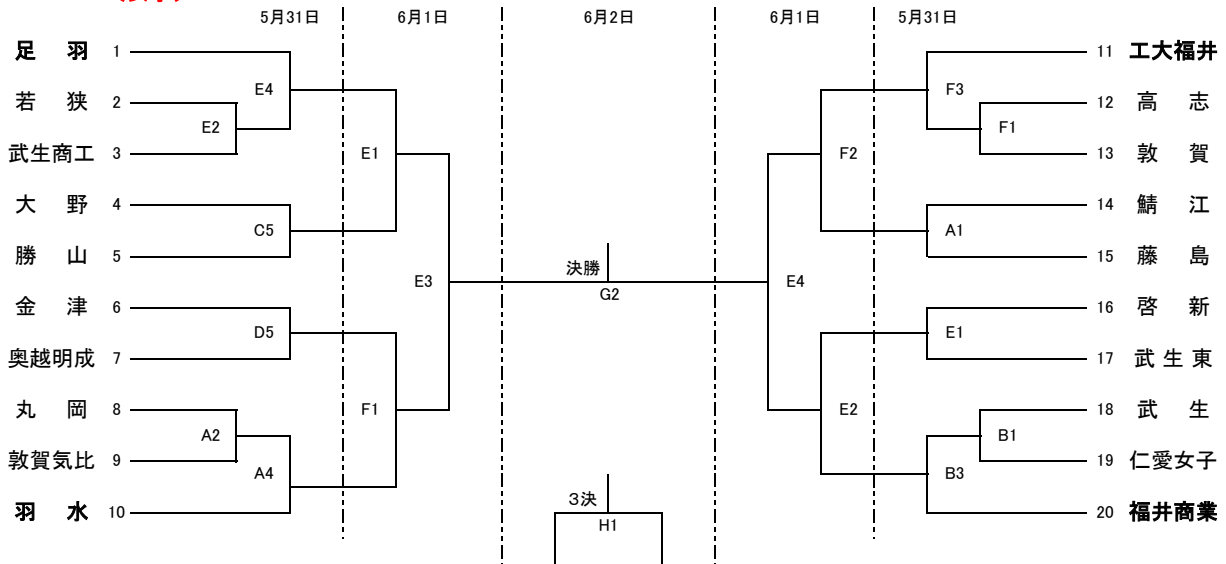 5月31日 6月1日 6月2日 6月1日 5月31日
足 羽 1 11 工大福井
E4 F3
若 狭 2 12 高 志
E2 F1
武生商工 3 E1 F2 13 敦 賀
大 野 4 14 鯖 江
C5 A1
勝 山 5 15 藤 島
決勝
E3 E4
G2
金 津 6 16 啓 新
D5 E1
奥越明成 7 17 武 生 東
丸 岡 8 F1 E2 18 武 生
A2 B1
敦賀気比 9 19 仁愛女子
A4 B3
3決
羽 水 10 20 福井商業
H1